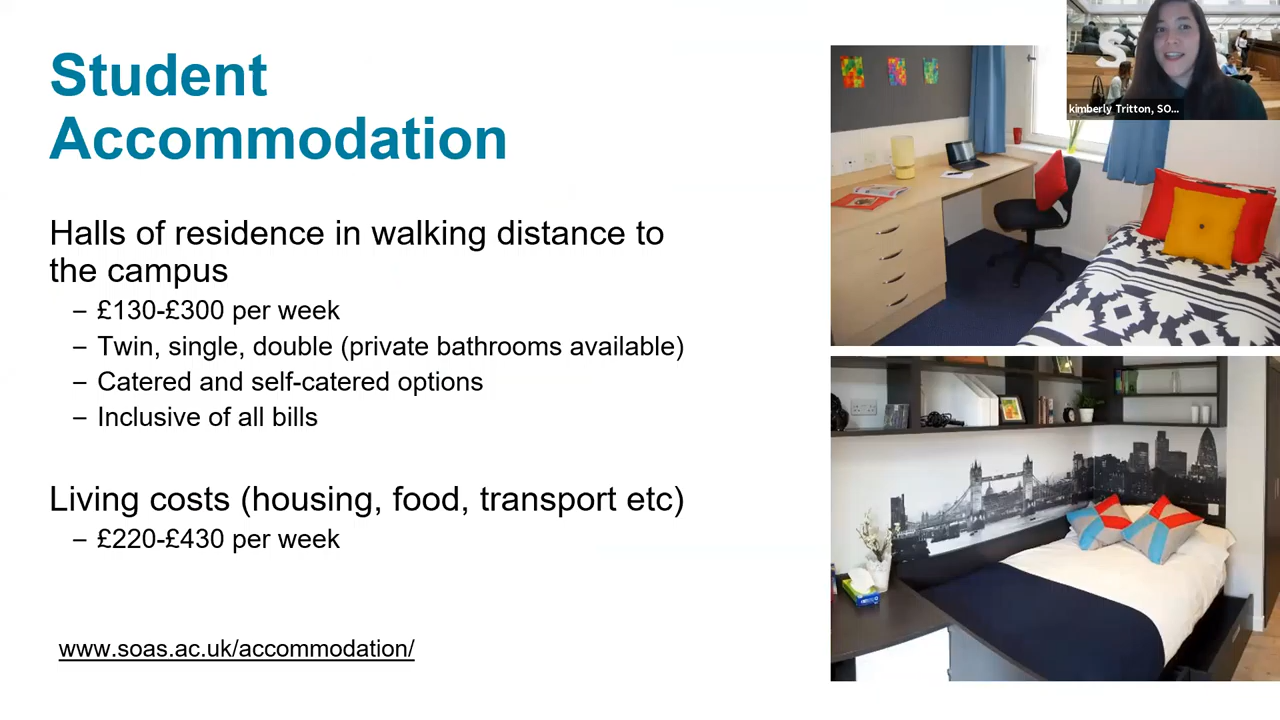 Student
Accommodation
Halls of residence in walking distance to
the campus
– £130-£300 per week
– Twin, single, double (private bathrooms available)
– Catered and self-catered options
– Inclusive of all bills
Living costs (housing, food, transport etc)
– £220-£430 per week
www.soas.ac.uk/accommodation/
S
kimberly Tritton, SO...